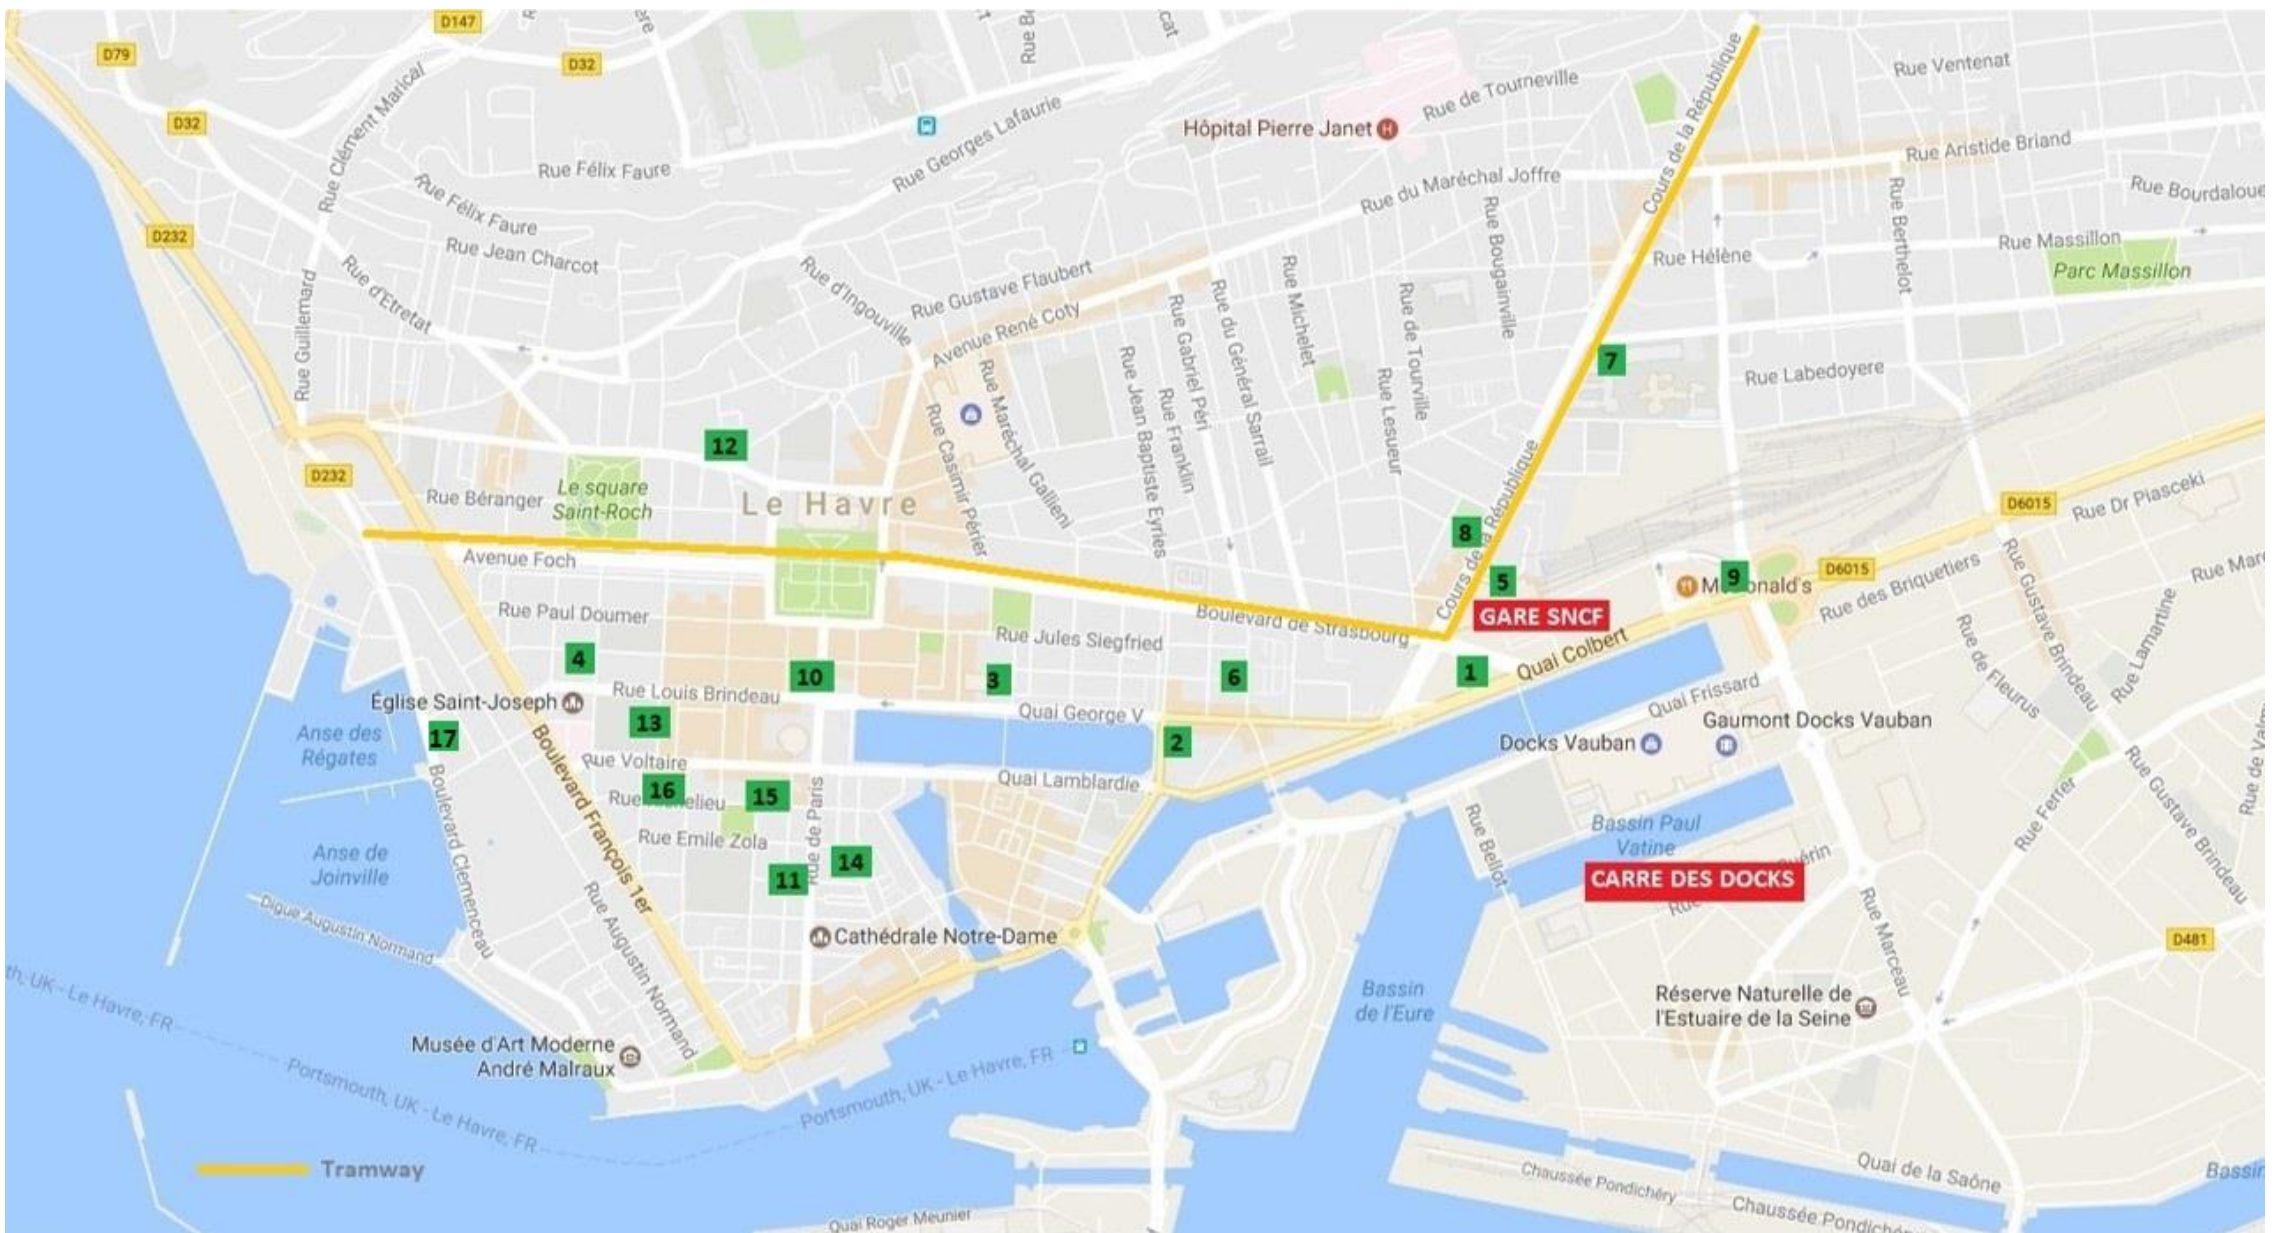 D147
D79
D32
D32
Rue Clément Marical
Rue Félix Faure
Rue Georges Lafaurie
Hôpital Pierre Janet
Rue de Tourneville
Cours de la République
Rue Ventenat
Rue Aristide Briand
Rue Bourdaloue
Rue du Maréchal Joffre
Rue Bougainville
Rue Berthelot
Rue Massillon
Parc Massillon
Rue Hélène
D232
Rue Félix Faure
Rue Jean Charcot
Rue d'Etretat
Rue Guillemard
Rue d'Ingouville
Rue Gustave Flaubert
Avenue René Coty
Rue Michelet
Rue de Tourville
Rue du Général Sarrail
Rue Gabriel Péri
Rue Franklin
Rue Jean Baptiste Eyries
Rue Maréchal Gallieni
Rue Casimir Périer
Rue Lesueur
7
Rue Labedoyere
12
D232
Rue Béranger
Le square
Saint-Roch
Le Havre
Cours de la République
8
D6015
Rue Dr Piasceki
Avenue Foch
5
McDonald's
9
D6015
Rue des Briquetiers
Rue Gustave Brindeau
Rue Lamartine
Rue de Fleurus
Rue Paul Doumer
Rue Jules Siegfried
Boulevard de Strasbourg
GARE SNCF
Quai Colbert
4
10
3
6
1
Rue Louis Brindeau
Église Saint-Joseph
13
Quai George V
2
Quai Frissard
Gaumont Docks Vauban
Docks Vauban
17
Anse des
Régates
Rue Voltaire
Quai Lamblardie
16
15
Rue Emile Zola
Rue de Paris
Boulevard François 1er
Boulevard Clemenceau
Anse de
Joinville
14
11
Rue Bellot
Bassin Paul
Vatine
CARRE DES DOCKS
Rue Ferrer
Rue Gustave Brindeau
Rue Marceau
D481
Digue Augustin Normand
Rue Augustin Normand
Cathédrale Notre-Dame
Bassin
de l'Eure
Réserve Naturelle de
l'Estuaire de la Seine
th, UK - Le Havre, FR
Musée d'Art Moderne
André Malraux
Portsmouth, UK - Le Havre, FR
Portsmouth, UK - Le Havre, FR
Tramway
Quai de la Saône
Bassin
Chaussée Pondichéry
Quai Roger Meunier